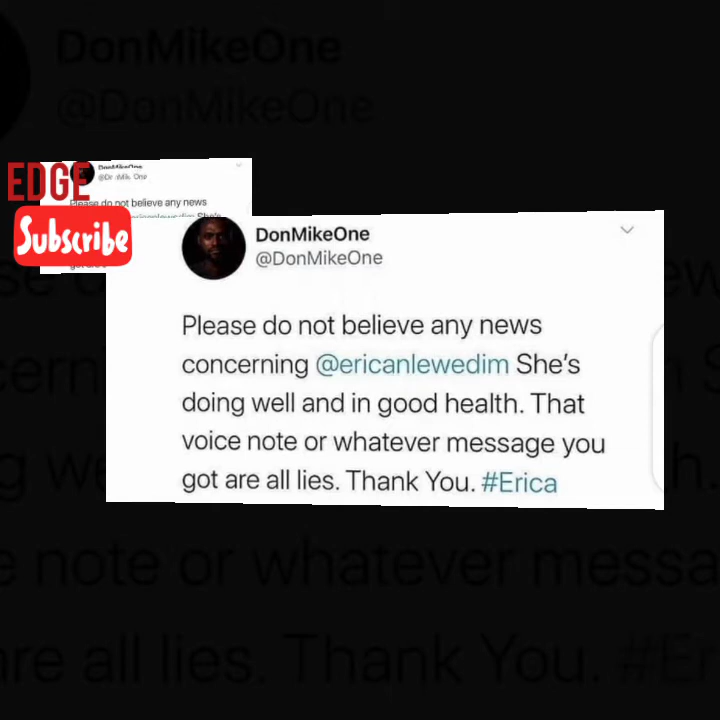 DonMikeOne
@DonMikeOne
EDGE
Subscribe
DonMikeOne
Please do not believe any news
DonMikeOne
@DonMikeOne
Please do not believe any news
concerning @ericanlewedim She's
doing well and in good health. That
voice note or whatever message you
got are all lies. Thank You. #Erica
note or whatever messa
are all lies. Thank You. #Er